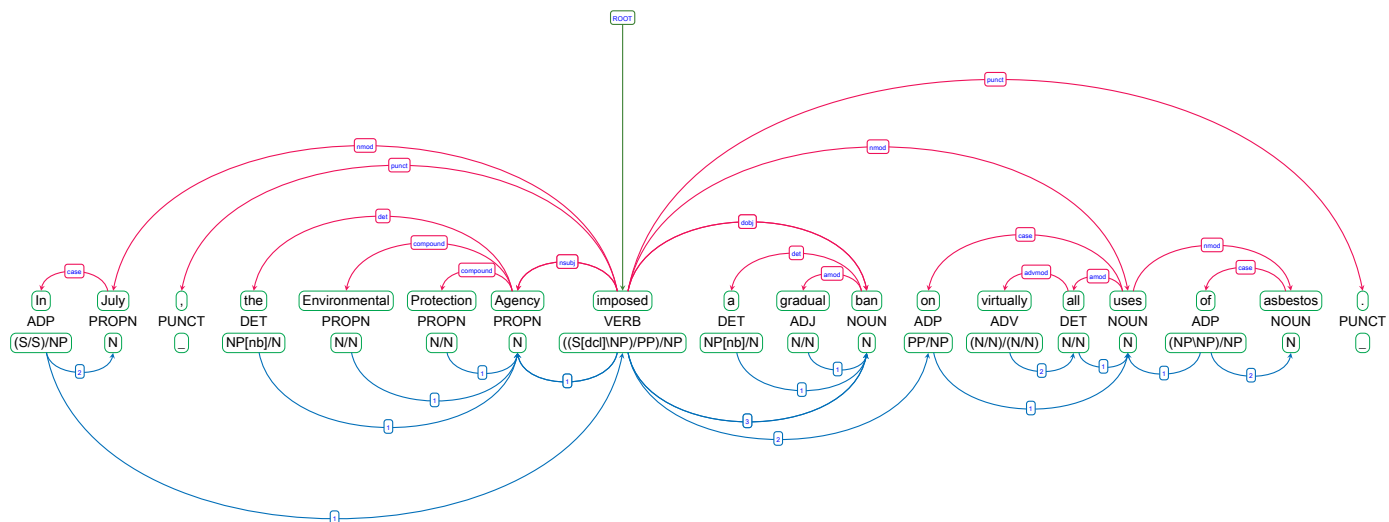 ROOT
punct
nmod
nmod
punct
det
dobj
case
compound
nmod
det
nsubj
case
compound
amod
advmod
amod
case
In July , the Environmental Protection Agency imposed a gradual ban on virtually all uses of asbestos .
ADP PROPN PUNCT DET PROPN PROPN PROPN VERB DET ADJ NOUN ADP ADV DET NOUN ADP NOUN PUNCT
(S/S)/NP N _ NP[nb]/N N/N N/N N ((S[dcl]\NP)/PP)/NP NP[nb]/N N/N N PP/NP (N/N)/(N/N) N/N N (NP\NP)/NP N _
2 1 1 1 2 1 1 2
1 1 1 1
3
1 2
1